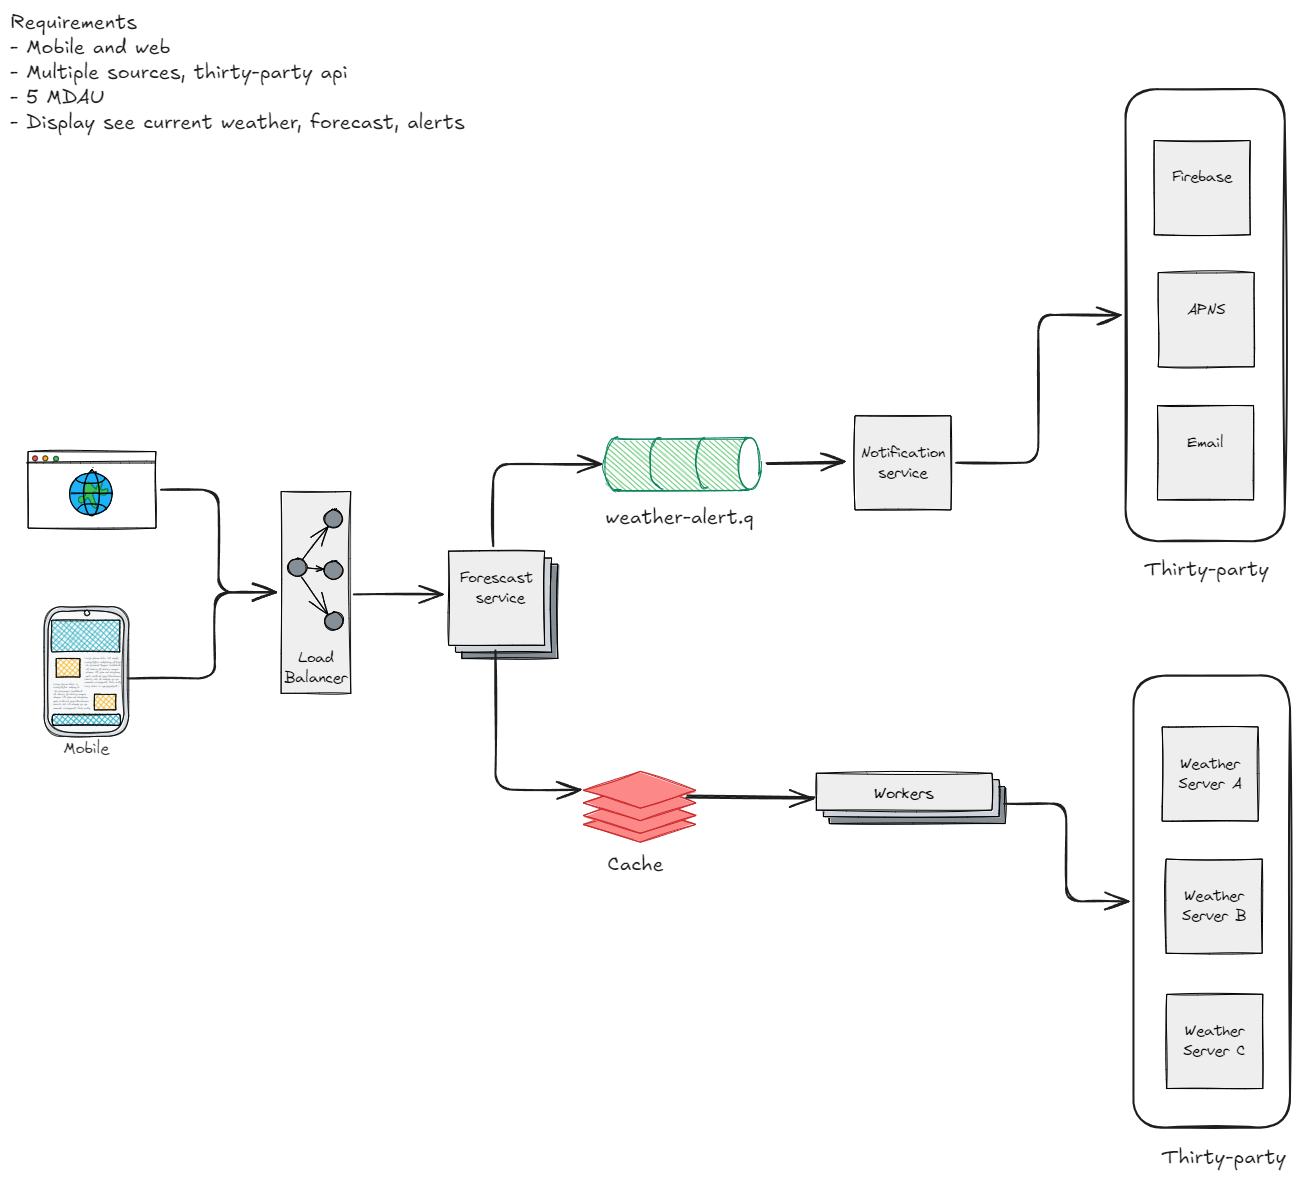 Requirements
- Mobile and web
- Multiple sources, thirty-party api
- 5 MDAU
- Display see current weather, forecast, alerts
Firebase
APNS
Email
Thirty-party
Notification
service
weather-alert.q
Forescast
service
Load
Balancer
Mobile
Cache
Workers
Weather
Server A
Weather
Server B
Weather
Server C
Thirty-party